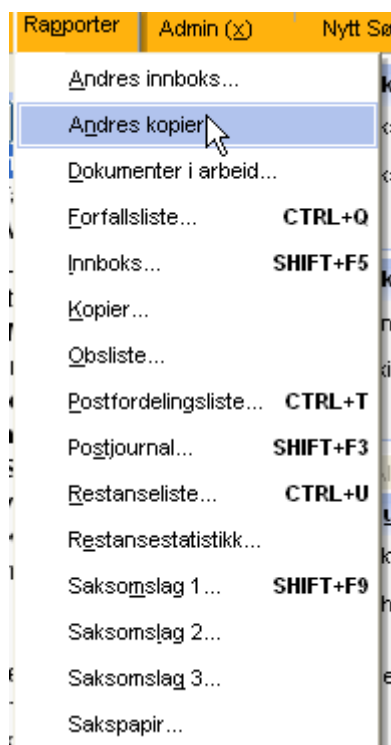 Rapporter Admin (x) Nytt Sø
Andres innboks...
Andres kopier
Dokumenter i arbeid...
Forfallsliste... CTRL+Q
Innboks... SHIFT+F5
Kopier...
Obsliste...
Postfordelingsliste... CTRL+T
Postjournal... SHIFT+F3
Restanseliste... CTRL+U
Restansestatistikk...
Saksomslag 1... SHIFT+F9
Saksomslag 2...
Saksomslag 3...
Sakspapir...